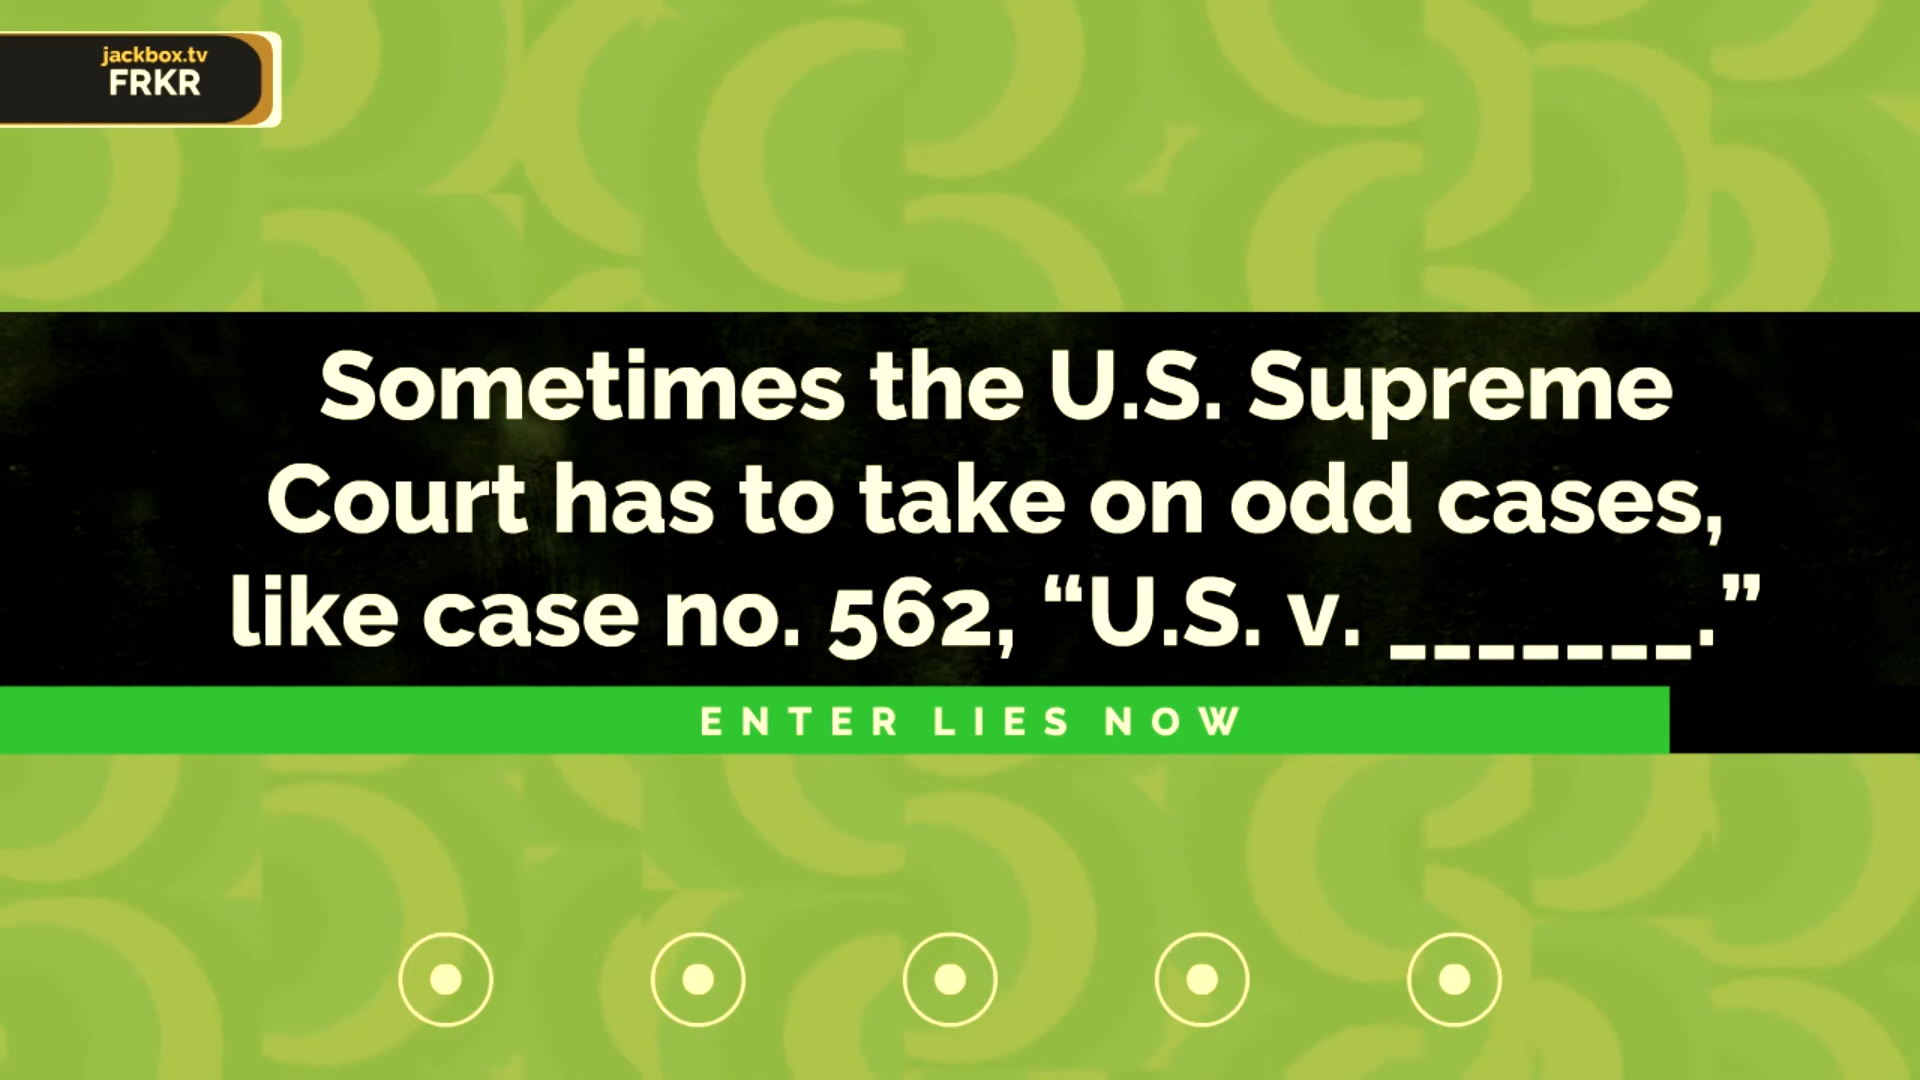 jackbox.tv
FRKR
Sometimes the U.S. Supreme
Court has to take on odd cases,
like case no. 562, “U.S. v. _______.”
ENTER LIES NOW